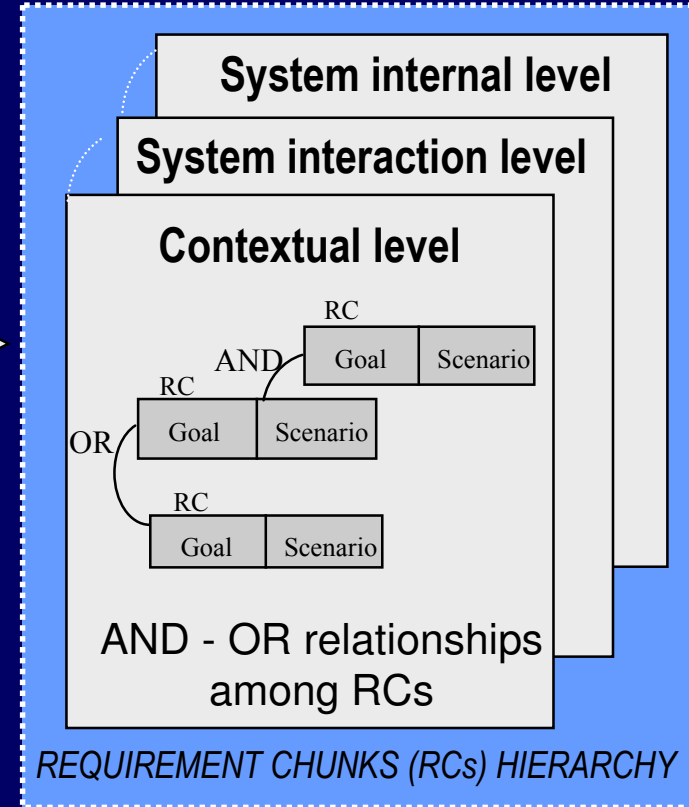 System internal level
System interaction level
Contextual level
RC
Goal Scenario
AND
RC
Goal Scenario
OR
RC
Goal Scenario
AND - OR relationships
among RCs
REQUIREMENT CHUNKS (RCs) HIERARCHY